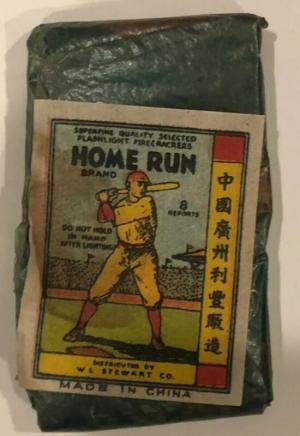 SUPERFINE QUALITY SELECTED
FLASHLIGHT FIRECRACKERS
HOME RUN
BRAND
8
REPORTS
DO NOT HOLD
IN HAND
AFTER LIGHTING
中國廣州利豐厰造
DISTRIBUTED BY
W L STEWART CO.
MADE IN CHINA